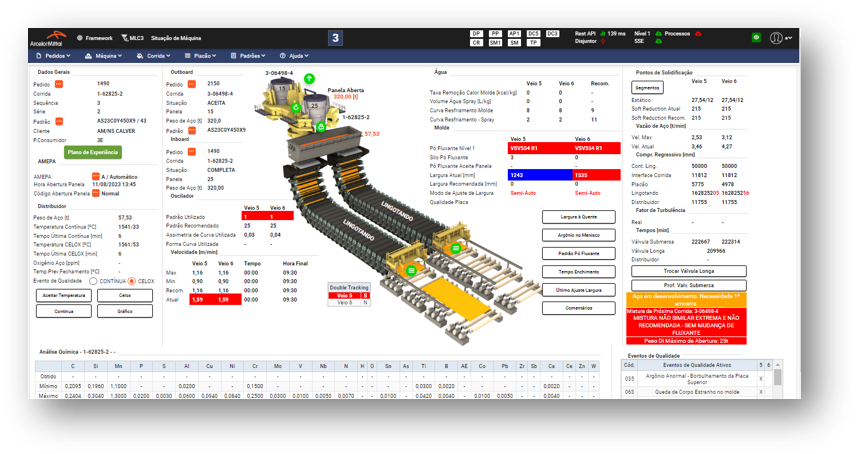 ArcelorMittal
Framework MLC3 Situação de Máquina
3
DP PP AP1 DC5 DC3
CR SM1 SM TP
Rest API 139 ms Nível 1 Processos
Disjuntor SSE
Pedidos Máquina Corrida Placão Padrões Ajuda
Dados Gerais
Pedido 1490
Corrida 1-62825-2
Sequência 3
Série 2
Padrão AS23C0Y450X9 / 43
Cliente AM/NS CALVER
P.Consumidor 3E
Plano de Experiência
AMEPA
AMEPA A / Automático
Hora Abertura Panela 11/08/2023 13:45
Código Abertura Panela Normal
Distribuidor
Peso de Aço [t] 57,53
Temperatura Contínua [ºC] 1541/33
Tempo Última Contínua [min] 6
Temperatura CELOX [ºC] 1561/53
Tempo Última CELOX [min] 6
Oxigênio Aço [ppm] -
Temp.Prev.Fechamento [ºC] -
Evento de Qualidade CONTÍNUA CELOX
Aceitar Temperatura Celox
Contínua Gráfico
Outboard
Pedido 2150
Corrida 3-06498-4
Situação ACEITA
Panela 15
Peso de Aço [t] 320,0
Padrão AS23C0Y450X9
Inboard
Pedido 1490
Corrida 1-62825-2
Situação COMPLETA
Panela 25
Peso de Aço [t] 320,00
Oscilador
Veio 5 Veio 6
Padrão Utilizado 1 1
Padrão Recomendado 25 25
Assimetria de Curva Utilizada 0,03 0,04
Forma Curva Utilizada - -
Velocidade [m/min]
Veio 5 Veio 6 Tempo Hora Final
Max 1,16 1,16 00:00 09:30
Min 0,90 0,90 00:00 09:30
Recom. 1,16 1,16 00:00 09:30
Atual 1,59 1,59 00:00 09:30
3-06498-4
Panela Aberta
320,00 [t]
15
25
1-62825-2
57,53
LINGOTANDO
LINGOTANDO
Double Tracking
Veio 5 S
Veio 6 N
Água
Veio 5 Veio 6 Recom.
Taxa Remoção Calor Molde [kcal/kg] 0 0 -
Volume Água Spray [L/kg] 0 0 -
Curva Resfriamento Molde 8 8 9
Curva Resfriamento - Spray 2 2 11
Molde
Veio 5 Veio 6
Pó Fluxante Nível 1 VSVS54 R1 VSVS54 R1
Silo Pó Fluxante 3 0
Pó Fluxante Aceite Panela - -
Largura Atual [mm] 1243 1535
Largura Recomendada [mm] 0 0
Modo de Ajuste de Largura Semi-Auto Semi-Auto
Qualidade Placa
Largura à Quente
Argônio no Menisco
Padrão Pó Fluxante
Tempo Enchimento
Último Ajuste Largura
Comentários
Pontos de Solidificação
Segmentos Veio 5 Veio 6
Estático 27,54/12 27,54/12
Soft Reduction Atual 215 215
Soft Reduction Recom. 215 215
Vazão de Aço [t/min]
Vel. Max 2,53 3,12
Vel. Atual 3,46 4,27
Compr. Regressivo [mm]
Cont. Ling. 50000 50000
Interface Corrida 11812 11812
Placão 5775 4978
Lingotando 162825205 162825256
Distribuidor 11755 11755
Fator de Turbulência
Real - -
Tempos [min]
Válvula Submersa 222667 222314
Válvula Longa 209966
Distribuidor -
Trocar Válvula Longa
Prof. Valv. Submersa
Aço em desenvolvimento. Necessidade 1ª
amostra.
Mistura da Próxima Corrida: 3-06498-4
MISTURA NÃO SIMILAR EXTREMA E NÃO
RECOMENDADA - SEM MUDANÇA DE
FLUXANTE
Peso DI Máximo de Abertura: 25t
Análise Química - 1-62825-2 - -
C Si Mn P S Al Cu Ni Cr Mo V Nb N H O Sn As Ti B AE Co Pb Zr Sb Ca Ce Zn W
Obtido - - - - - - - - - - - - - - - - - - - - - - - - - - - -
Mínimo 0,2095 0,1960 1,1000 - - 0,0200 - - 0,1500 - - - - - - - - 0,0300 0,0020 - - - - - 0,0020 - - -
Máximo 0,2404 0,3040 1,3000 0,0200 0,0030 0,0600 0,0940 0,0840 0,2500 0,0300 0,0100 0,0050 0,0070 - - 0,0100 - 0,0420 0,0040 - 0,0100 0,0050 - - 0,0040 - - -
Eventos de Qualidade
Cód. Eventos de Qualidade Ativos 5 6
035 Argônio Anormal - Borbulhamento da Placa
Superior X
063 Queda de Corpo Estranho no molde X